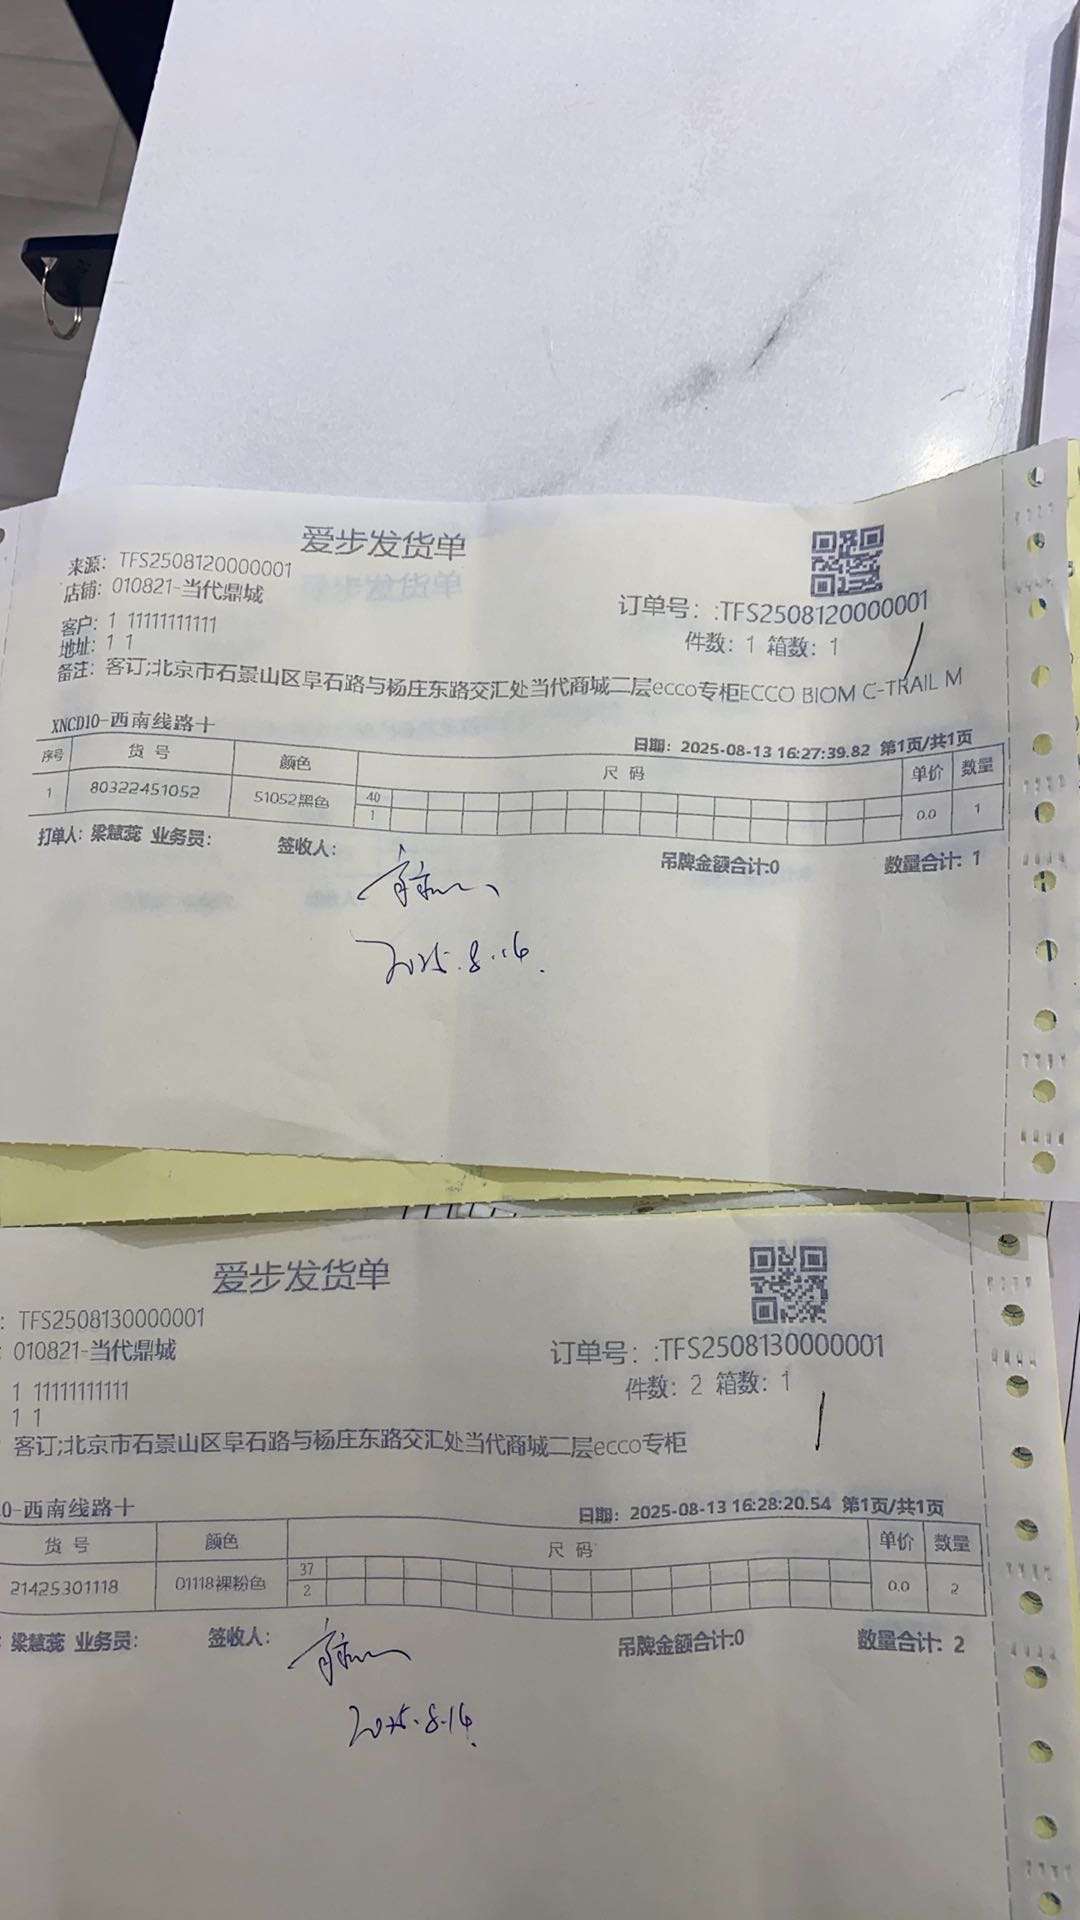 爱步发货单
来源: TFS2508120000001
店铺: 010821-当代鼎城
订单号: :TFS2508120000001
客户: 1 11111111111
件数: 1 箱数: 1
地址: 1 1
备注: 客订;北京市石景山区阜石路与杨庄东路交汇处当代商城二层ecco专柜ECCO BIOM C-TRAIL M
XNCD10-西南线路十
日期: 2025-08-13 16:27:39.82 第1页/共1页
序号 货号 颜色 尺码 单价 数量
1 80322451052 51052黑色 40 0.0 1
1
打单人: 梁慧蕊 业务员: 签收人: 吊牌金额合计:0 数量合计: 1
2025.8.14.
爱步发货单
: TFS2508130000001
: 010821-当代鼎城
订单号: :TFS2508130000001
1 11111111111
件数: 2 箱数: 1
1 1
客订;北京市石景山区阜石路与杨庄东路交汇处当代商城二层ecco专柜
0-西南线路十
日期: 2025-08-13 16:28:20.54 第1页/共1页
货号 颜色 尺码 单价 数量
21425301118 01118裸粉色 37 0.0 2
2
: 梁慧蕊 业务员: 签收人: 吊牌金额合计:0 数量合计: 2
2025.8.14.